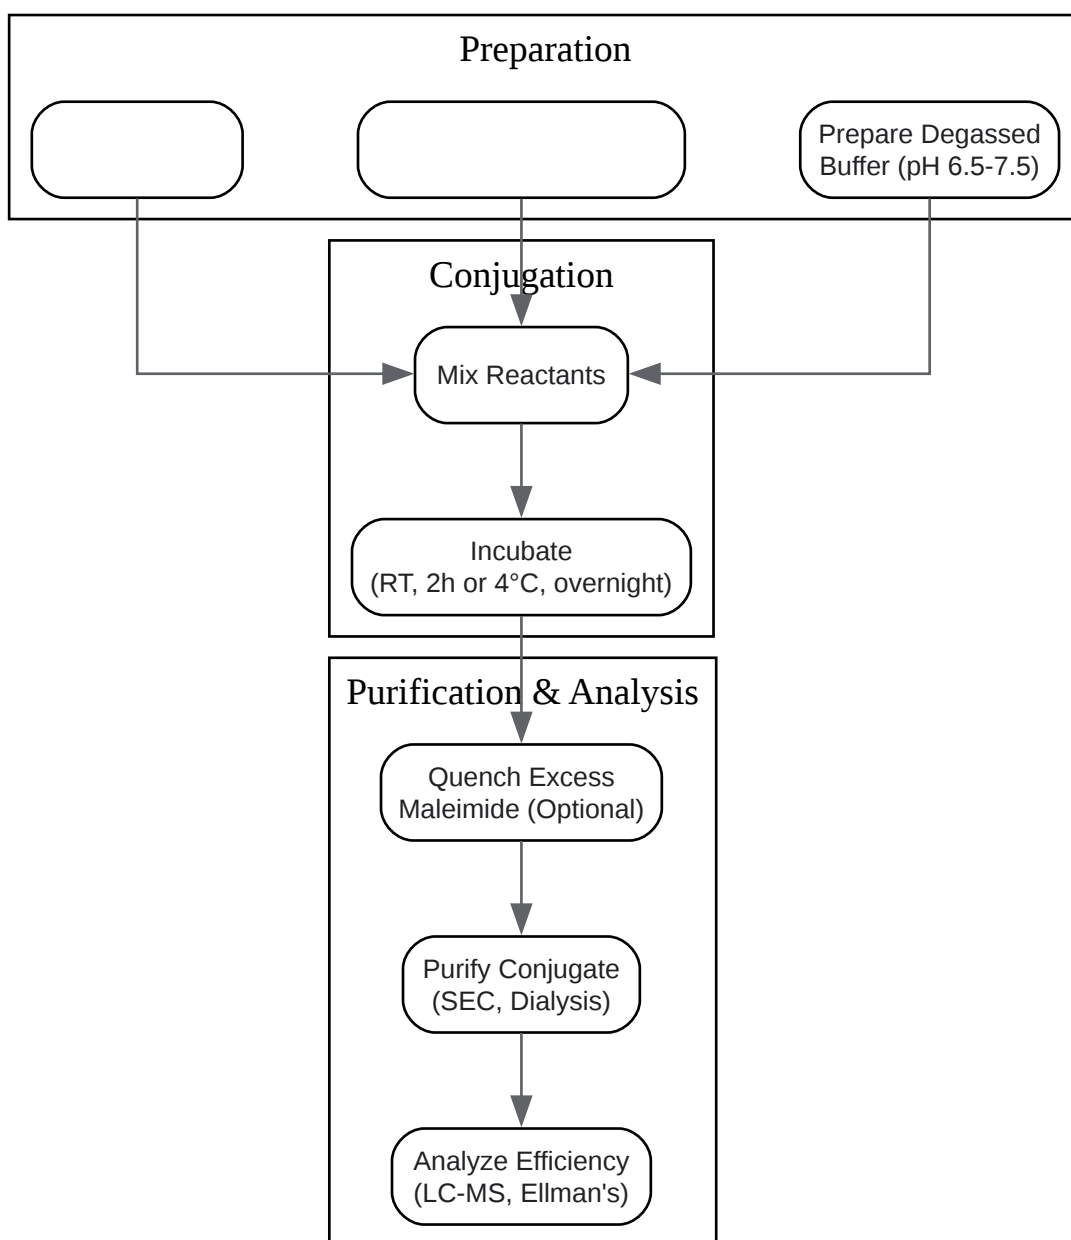 Preparation
Prepare Degassed
Buffer (pH 6.5-7.5)
Conjugation
Mix Reactants
Incubate
(RT, 2h or 4°C, overnight)
Purification & Analysis
Quench Excess
Maleimide (Optional)
Purify Conjugate
(SEC, Dialysis)
Analyze Efficiency
(LC-MS, Ellman's)